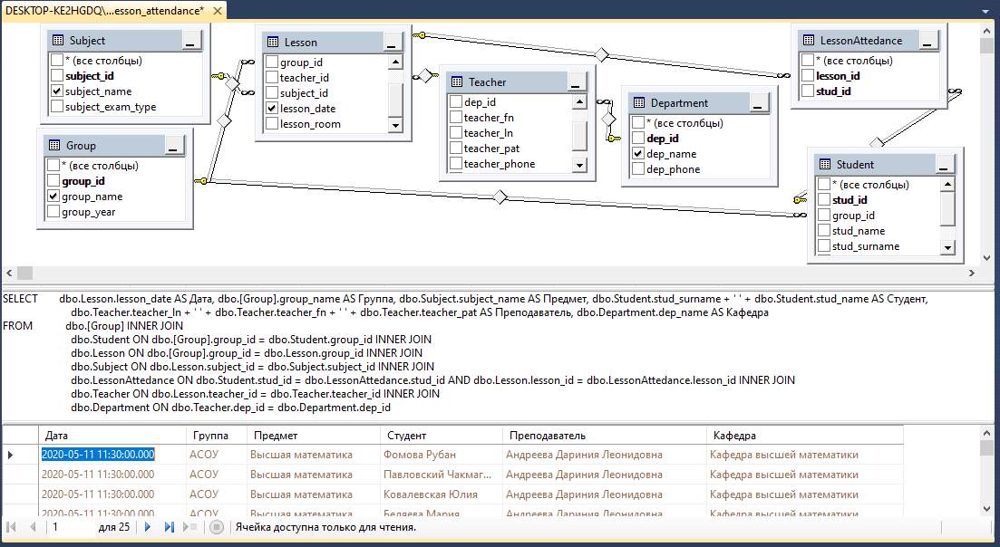 DESKTOP-KE2HGDQ\...esson_attendance*
Subject
* (все столбцы)
subject_id
subject_name
subject_exam_type
Group
* (все столбцы)
group_id
group_name
group_year
Lesson
group_id
teacher_id
subject_id
lesson_date
lesson_room
Teacher
dep_id
teacher_fn
teacher_ln
teacher_pat
teacher_phone
Department
* (все столбцы)
dep_id
dep_name
dep_phone
LessonAttedance
* (все столбцы)
lesson_id
stud_id
Student
* (все столбцы)
stud_id
group_id
stud_name
stud_surname
SELECT dbo.Lesson.lesson_date AS Дата, dbo.[Group].group_name AS Группа, dbo.Subject.subject_name AS Предмет, dbo.Student.stud_surname + ' ' + dbo.Student.stud_name AS Студент,
dbo.Teacher.teacher_ln + ' ' + dbo.Teacher.teacher_fn + ' ' + dbo.Teacher.teacher_pat AS Преподаватель, dbo.Department.dep_name AS Кафедра
FROM dbo.[Group] INNER JOIN
dbo.Student ON dbo.[Group].group_id = dbo.Student.group_id INNER JOIN
dbo.Lesson ON dbo.[Group].group_id = dbo.Lesson.group_id INNER JOIN
dbo.Subject ON dbo.Lesson.subject_id = dbo.Subject.subject_id INNER JOIN
dbo.LessonAttedance ON dbo.Student.stud_id = dbo.LessonAttedance.stud_id AND dbo.Lesson.lesson_id = dbo.LessonAttedance.lesson_id INNER JOIN
dbo.Teacher ON dbo.Lesson.teacher_id = dbo.Teacher.teacher_id INNER JOIN
dbo.Department ON dbo.Teacher.dep_id = dbo.Department.dep_id
Дата Группа Предмет Студент Преподаватель Кафедра
2020-05-11 11:30:00.000 АСОУ Высшая математика Фомова Рубан Андреева Дариния Леонидовна Кафедра высшей математики
2020-05-11 11:30:00.000 АСОУ Высшая математика Павловский Чакмаг... Андреева Дариния Леонидовна Кафедра высшей математики
2020-05-11 11:30:00.000 АСОУ Высшая математика Ковалевская Юлия Андреева Дариния Леонидовна Кафедра высшей математики
2020-05-11 11:30:00.000 АСОУ Высшая математика Беляева Мария Андреева Дариния Леонидовна Кафедра высшей математики
1 для 25 Ячейка доступна только для чтения.